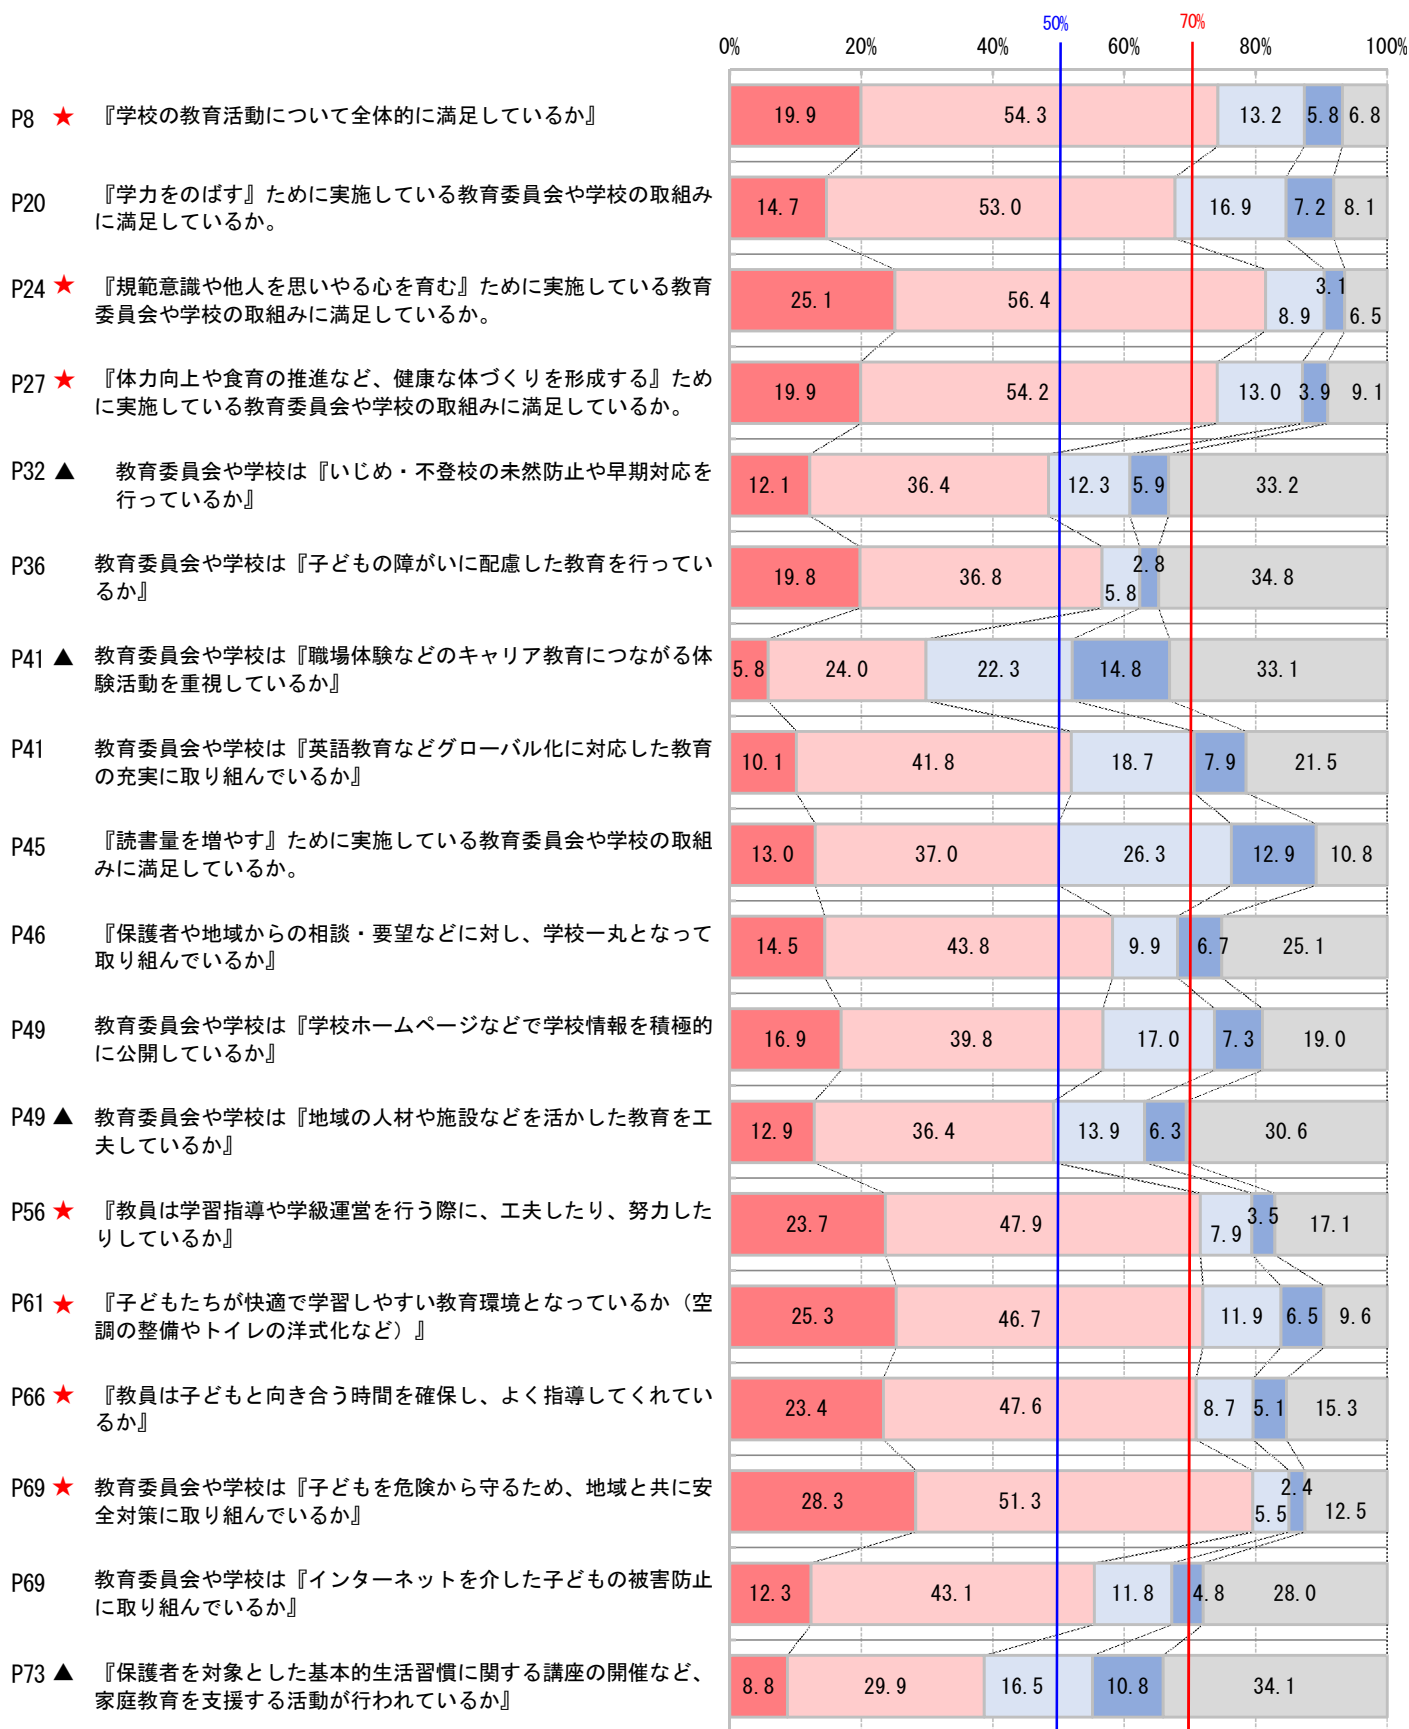 50% 70%
0% 20% 40% 60% 80% 100%
P8 ★ 『学校の教育活動について全体的に満足しているか』
19.9 54.3 13.2 5.8 6.8
P20 『学力をのばす』ために実施している教育委員会や学校の取組み
に満足しているか。
14.7 53.0 16.9 7.2 8.1
P24 ★ 『規範意識や他人を思いやる心を育む』ために実施している教育
委員会や学校の取組みに満足しているか。
25.1 56.4 8.9 3.1 6.5
P27 ★ 『体力向上や食育の推進など、健康な体づくりを形成する』ため
に実施している教育委員会や学校の取組みに満足しているか。
19.9 54.2 13.0 3.9 9.1
P32 ▲ 教育委員会や学校は『いじめ・不登校の未然防止や早期対応を
行っているか』
12.1 36.4 12.3 5.9 33.2
P36 教育委員会や学校は『子どもの障がいに配慮した教育を行ってい
るか』
19.8 36.8 5.8 2.8 34.8
P41 ▲ 教育委員会や学校は『職場体験などのキャリア教育につながる体
験活動を重視しているか』
5.8 24.0 22.3 14.8 33.1
P41 教育委員会や学校は『英語教育などグローバル化に対応した教育
の充実に取り組んでいるか』
10.1 41.8 18.7 7.9 21.5
P45 『読書量を増やす』ために実施している教育委員会や学校の取組
みに満足しているか。
13.0 37.0 26.3 12.9 10.8
P46 『保護者や地域からの相談・要望などに対し、学校一丸となって
取り組んでいるか』
14.5 43.8 9.9 6.7 25.1
P49 教育委員会や学校は『学校ホームページなどで学校情報を積極的
に公開しているか』
16.9 39.8 17.0 7.3 19.0
P49 ▲ 教育委員会や学校は『地域の人材や施設などを活かした教育を工
夫しているか』
12.9 36.4 13.9 6.3 30.6
P56 ★ 『教員は学習指導や学級運営を行う際に、工夫したり、努力した
りしているか』
23.7 47.9 7.9 3.5 17.1
P61 ★ 『子どもたちが快適で学習しやすい教育環境となっているか（空
調の整備やトイレの洋式化など）』
25.3 46.7 11.9 6.5 9.6
P66 ★ 『教員は子どもと向き合う時間を確保し、よく指導してくれてい
るか』
23.4 47.6 8.7 5.1 15.3
P69 ★ 教育委員会や学校は『子どもを危険から守るため、地域と共に安
全対策に取り組んでいるか』
28.3 51.3 5.5 2.4 12.5
P69 教育委員会や学校は『インターネットを介した子どもの被害防止
に取り組んでいるか』
12.3 43.1 11.8 4.8 28.0
P73 ▲ 『保護者を対象とした基本的生活習慣に関する講座の開催など、
家庭教育を支援する活動が行われているか』
8.8 29.9 16.5 10.8 34.1